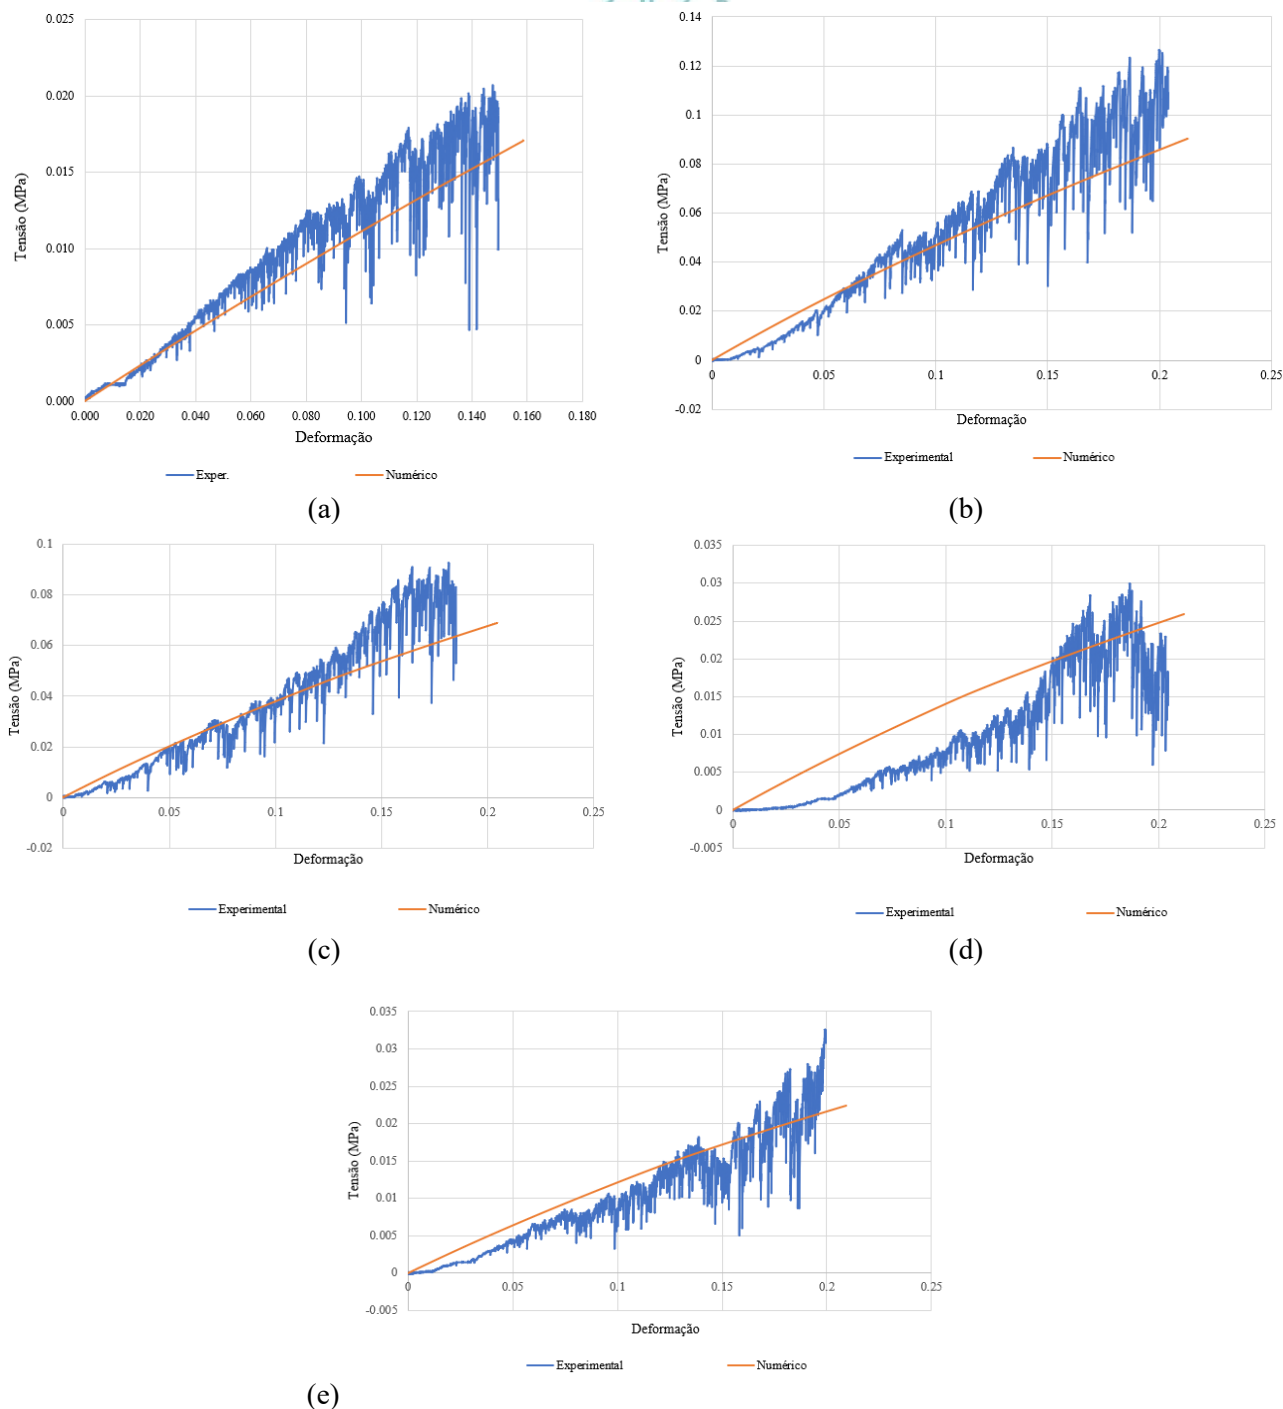 0.025
0.020
0.015
0.010
0.005
0.000
Tensão (MPa)
0.000 0.020 0.040 0.060 0.080 0.100 0.120 0.140 0.160 0.180
Deformação
Exper. Numérico
(a)
0.14
0.12
0.1
0.08
0.06
0.04
0.02
0
-0.02
Tensão (MPa)
0 0.05 0.1 0.15 0.2 0.25
Deformação
Experimental Numérico
(b)
0.1
0.08
0.06
0.04
0.02
0
-0.02
Tensão (MPa)
0 0.05 0.1 0.15 0.2 0.25
Deformação
Experimental Numérico
(c)
0.035
0.03
0.025
0.02
0.015
0.01
0.005
0
-0.005
Tensão (MPa)
0 0.05 0.1 0.15 0.2 0.25
Deformação
Experimental Numérico
(d)
0.035
0.03
0.025
0.02
0.015
0.01
0.005
0
-0.005
Tensão (MPa)
0 0.05 0.1 0.15 0.2 0.25
Deformação
Experimental Numérico
(e)